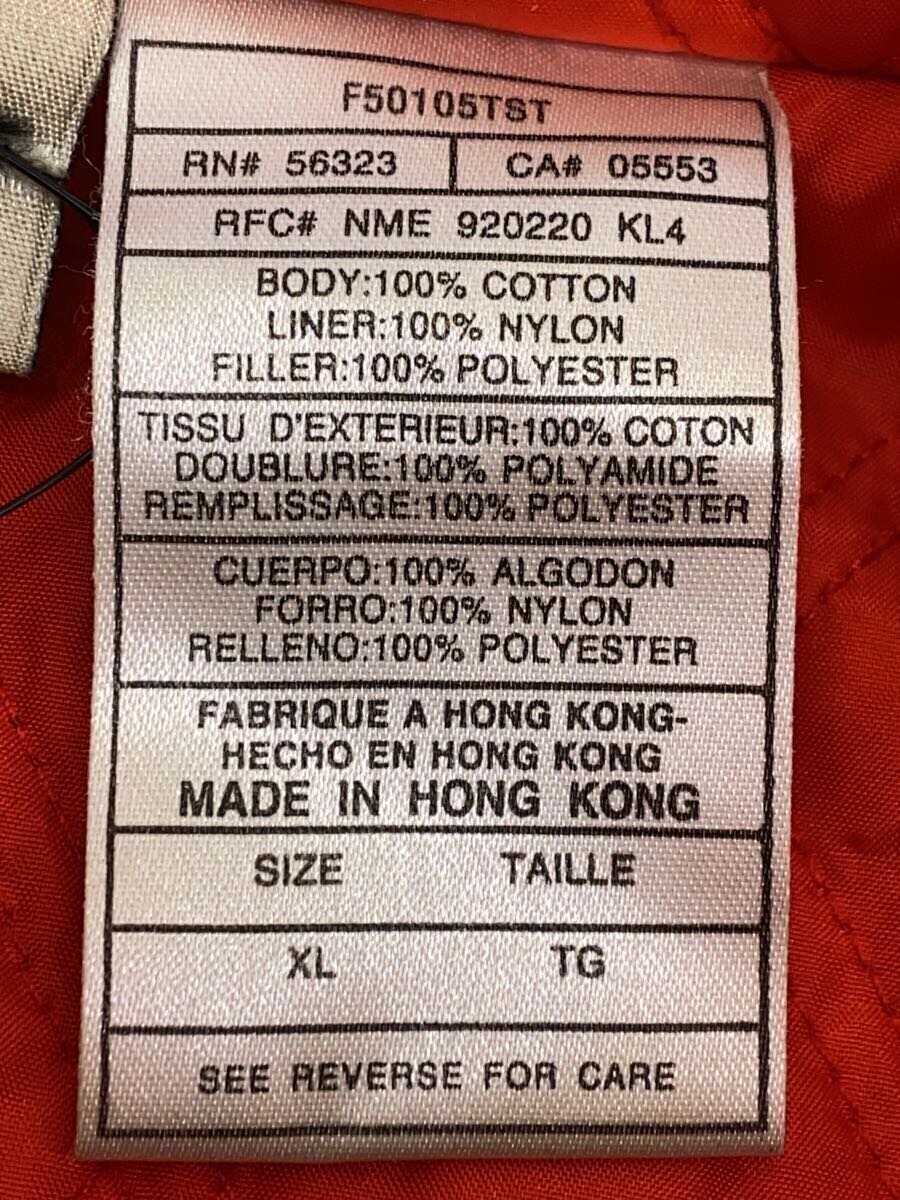 F50105TST
RN# 56323 CA# 05553
RFC# NME 920220 KL4
BODY:100% COTTON
LINER:100% NYLON
FILLER:100% POLYESTER
TISSU D'EXTERIEUR:100% COTON
DOUBLURE:100% POLYAMIDE
REMPLISSAGE:100% POLYESTER
CUERPO:100% ALGODON
FORRO:100% NYLON
RELLENO:100% POLYESTER
FABRIQUE A HONG KONG-
HECHO EN HONG KONG
MADE IN HONG KONG
SIZE TAILLE
XL TG
SEE REVERSE FOR CARE